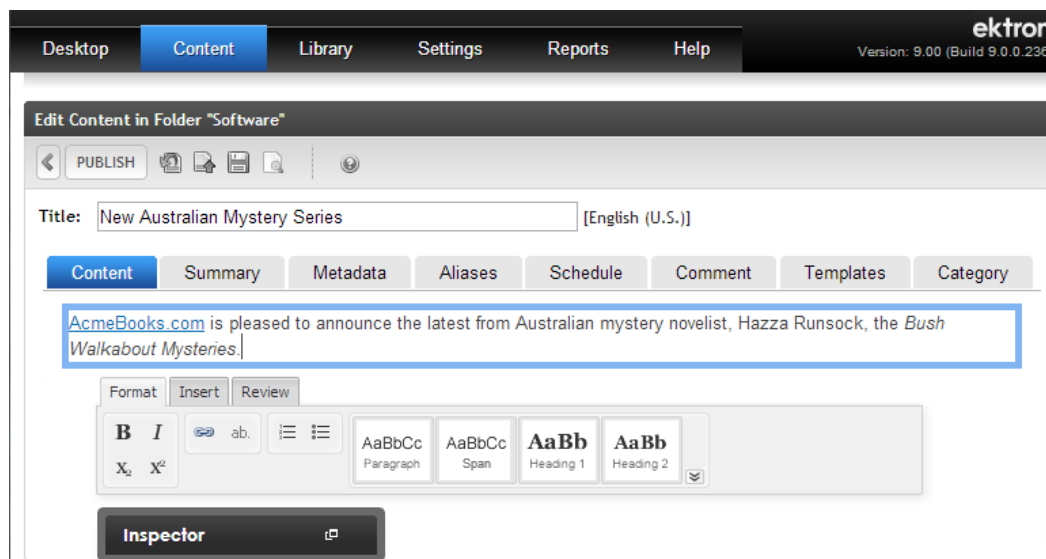 ektron
Desktop Content Library Settings Reports Help
Version: 9.00 (Build 9.0.0.236
Edit Content in Folder "Software"
PUBLISH
Title: New Australian Mystery Series [English (U.S.)]
Content Summary Metadata Aliases Schedule Comment Templates Category
AcmeBooks.com is pleased to announce the latest from Australian mystery novelist, Hazza Runsock, the Bush
Walkabout Mysteries.
Format Insert Review
B I ab.
AaBbCc AaBbCc AaBb AaBb
Paragraph Span Heading 1 Heading 2
X₂ X²
Inspector